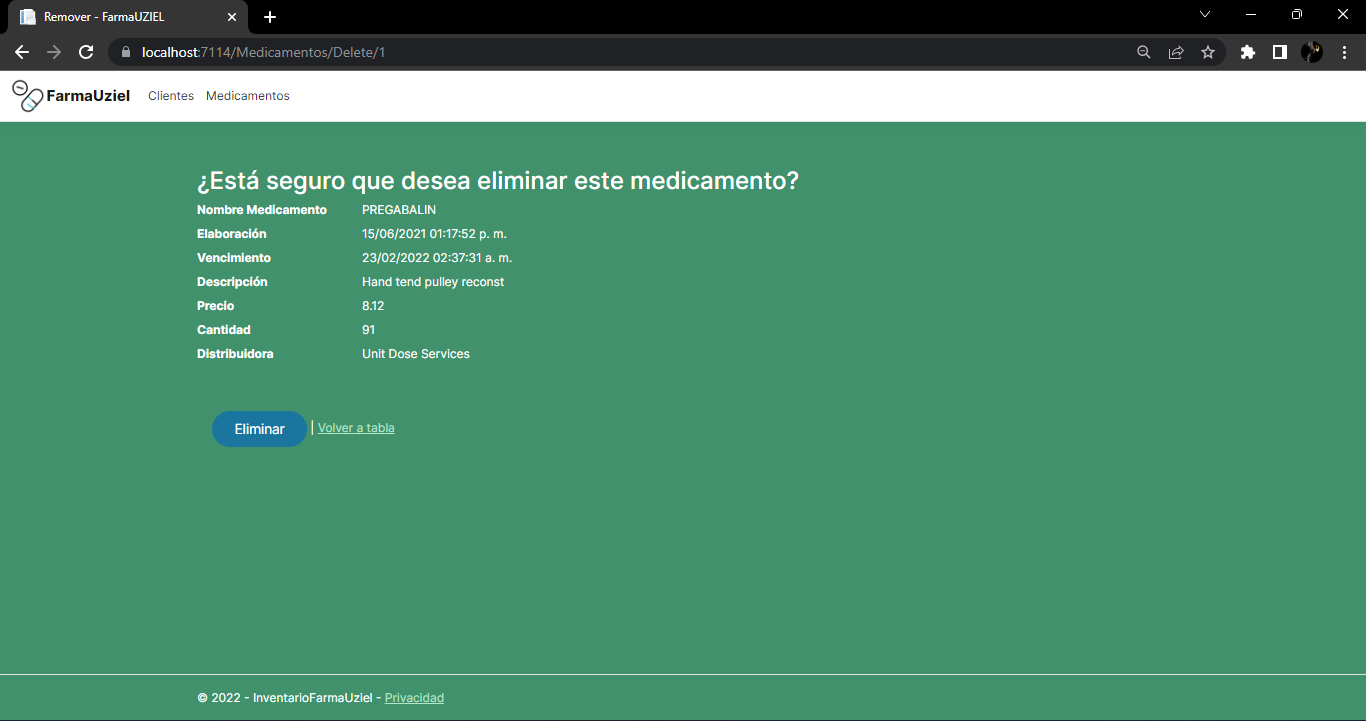 Remover - FarmaUZIEL
localhost:7114/Medicamentos/Delete/1
FarmaUziel Clientes Medicamentos
¿Está seguro que desea eliminar este medicamento?
Nombre Medicamento PREGABALIN
Elaboración 15/06/2021 01:17:52 p. m.
Vencimiento 23/02/2022 02:37:31 a. m.
Descripción Hand tend pulley reconst
Precio 8.12
Cantidad 91
Distribuidora Unit Dose Services
Eliminar | Volver a tabla
© 2022 - InventarioFarmaUziel - Privacidad